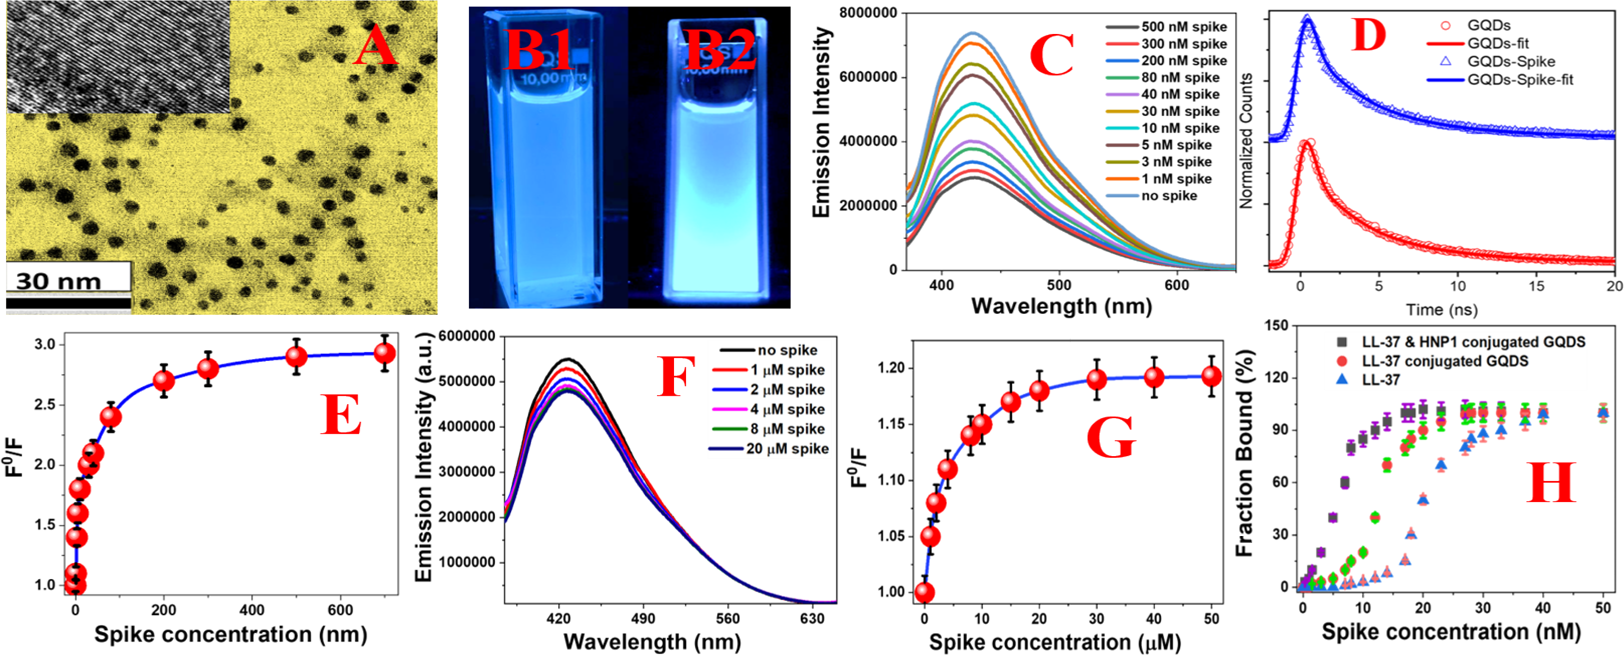 A
30 nm
B1
QS
10,00mm
B2
10,00mm
C
Emission Intensity
8000000
6000000
4000000
2000000
0
400
500
600
Wavelength (nm)
500 nM spike
300 nM spike
200 nM spike
80 nM spike
40 nM spike
30 nM spike
10 nM spike
5 nM spike
3 nM spike
1 nM spike
no spike
D
Normalized Counts
GQDs
GQDs-fit
GQDs-Spike
GQDs-Spike-fit
0
5
10
15
20
Time (ns)
E
F⁰/F
3.0
2.5
2.0
1.5
1.0
0
200
400
600
Spike concentration (nm)
F
Emission Intensity (a.u.)
6000000
5000000
4000000
3000000
2000000
1000000
no spike
1 μM spike
2 μM spike
4 μM spike
8 μM spike
20 μM spike
420
490
560
630
Wavelength (nm)
G
F⁰/F
1.20
1.15
1.10
1.05
1.00
0
10
20
30
40
50
Spike concentration (μM)
H
Fraction Bound (%)
150
120
90
60
30
0
LL-37 & HNP1 conjugated GQDS
LL-37 conjugated GQDS
LL-37
0
10
20
30
40
50
Spike concentration (nM)